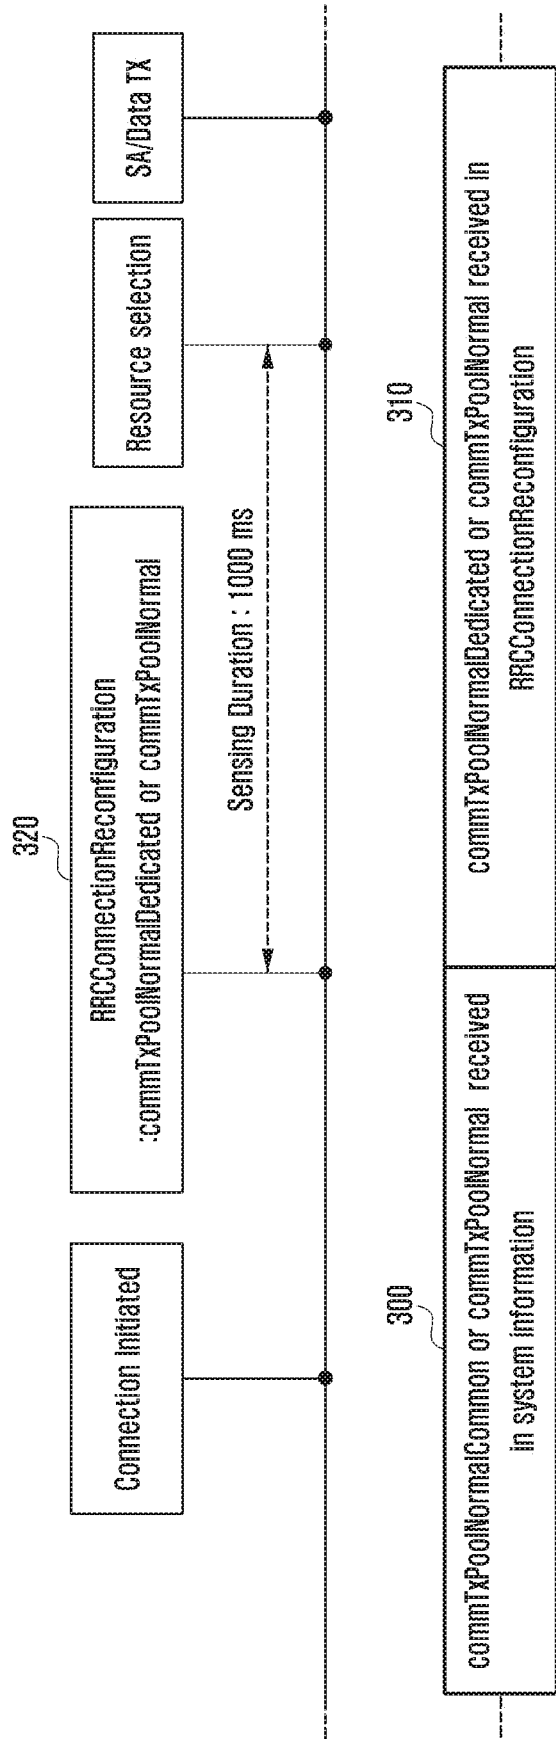 Connection Initiated
320
RRCConnectionReconfiguration
:commTxPoolNormalDedicated or commTxPoolNormal
Resource selection
SA/Data TX
Sensing Duration : 1000 ms
300
commTxPoolNormalCommon or commTxPoolNormal received
in system information
310
commTxPoolNormalDedicated or commTxPoolNormal received in
RRCConnectionReconfiguration